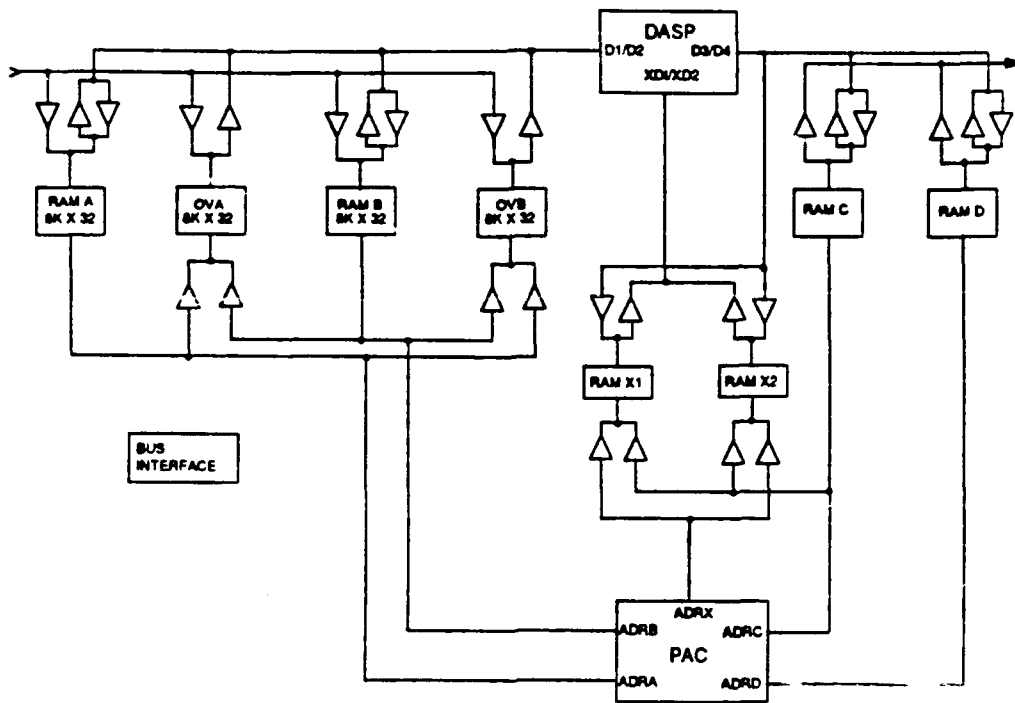 DASP
D1/D2
D3/D4
XDI/XD2
RAM A
8K X 32
OVA
8K X 32
RAM B
8K X 32
OVB
8K X 32
RAM C
RAM D
RAM X1
RAM X2
BUS
INTERFACE
ADRX
ADRB
ADRC
PAC
ADRA
ADRD